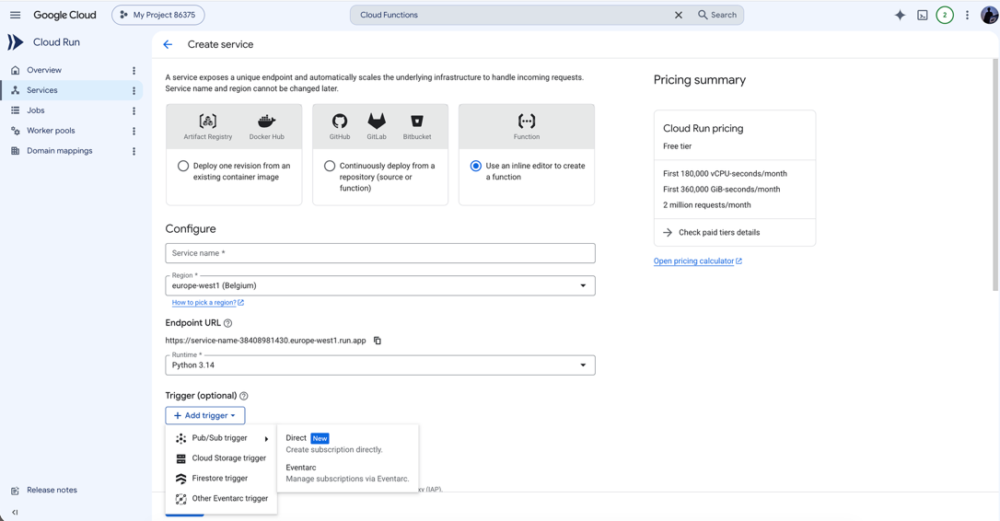 Google Cloud
My Project 86375
Cloud Functions
Search
2
Cloud Run
Overview
Services
Jobs
Worker pools
Domain mappings
Release notes
Create service
A service exposes a unique endpoint and automatically scales the underlying infrastructure to handle incoming requests.
Service name and region cannot be changed later.
Artifact Registry
Docker Hub
Deploy one revision from an
existing container image
GitHub
GitLab
Bitbucket
Continuously deploy from a
repository (source or
function)
Function
Use an inline editor to create
a function
Configure
Service name *
Region *
europe-west1 (Belgium)
How to pick a region?
Endpoint URL
https://service-name-38408981430.europe-west1.run.app
Runtime *
Python 3.14
Trigger (optional)
Add trigger
Pub/Sub trigger
Cloud Storage trigger
Firestore trigger
Other Eventarc trigger
Direct New
Create subscription directly.
Eventarc
Manage subscriptions via Eventarc.
(IAP).
Pricing summary
Cloud Run pricing
Free tier
First 180,000 vCPU-seconds/month
First 360,000 GiB-seconds/month
2 million requests/month
Check paid tiers details
Open pricing calculator